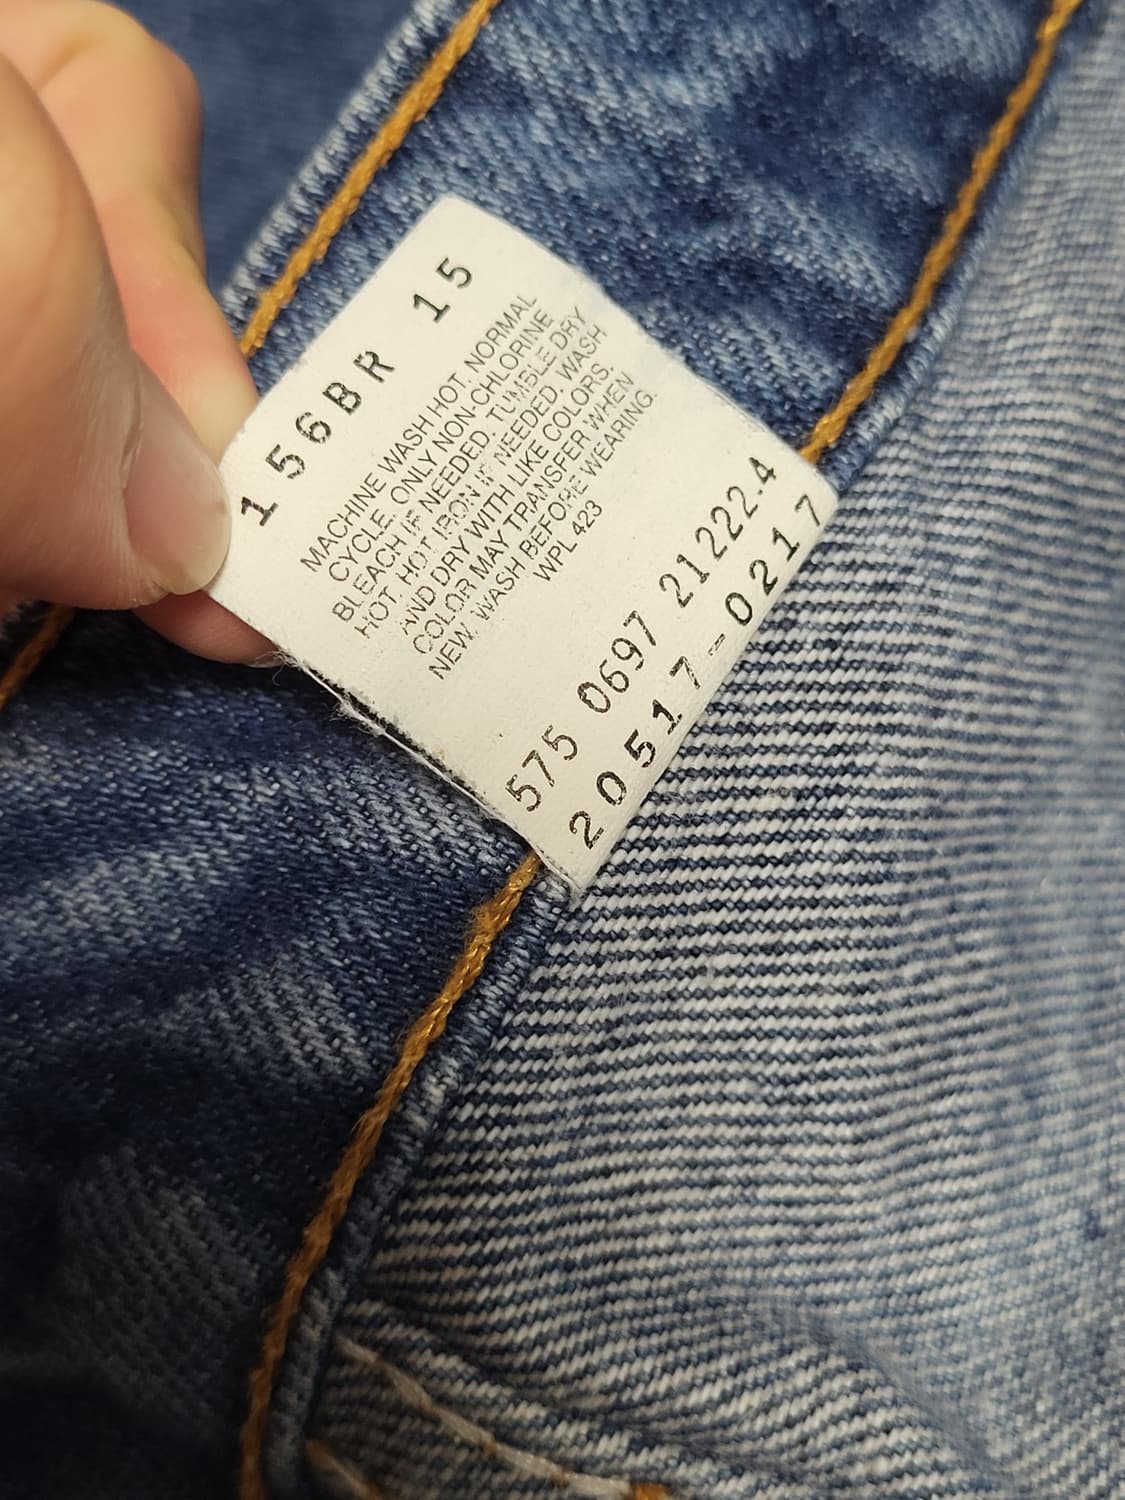 156BR 15
MACHINE WASH HOT, NORMAL
CYCLE. ONLY NON-CHLORINE
BLEACH IF NEEDED. TUMBLE DRY
HOT. HOT IRON IF NEEDED. WASH
AND DRY WITH LIKE COLORS.
COLOR MAY TRANSFER WHEN
NEW. WASH BEFORE WEARING.
WPL 423
575 0697 21222.4
20517-0217